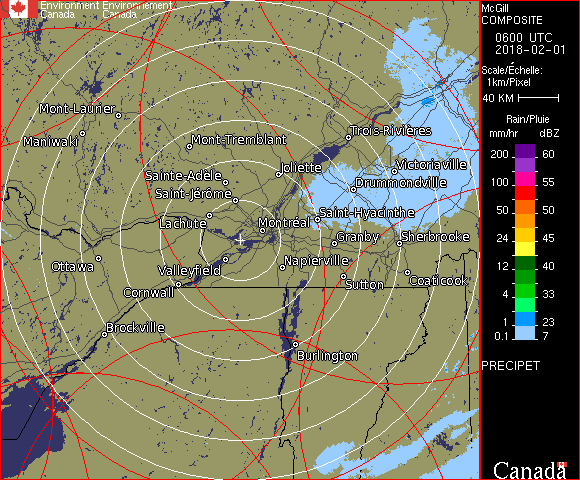 Environment Environnement
Canada Canada
McGill
COMPOSITE
0600 UTC
2018-02-01
Scale/Échelle:
1km/Pixel
40 KM
Rain/Pluie
mm/hr dBZ
200 60
100 55
50 50
24 45
12 40
4 33
1 23
0.1 7
PRECIPET
Canada
Mont-Laurier
Maniwaki
Mont-Tremblant
Trois-Rivières
Sainte-Adèle
Joliette
Victoriaville
Saint-Jérôme
Drummondville
Lachute
Saint-Hyacinthe
Montréal
Granby
Sherbrooke
Ottawa
Valleyfield
Napierville
Cornwall
Sutton
Coaticook
Brockville
Burlington